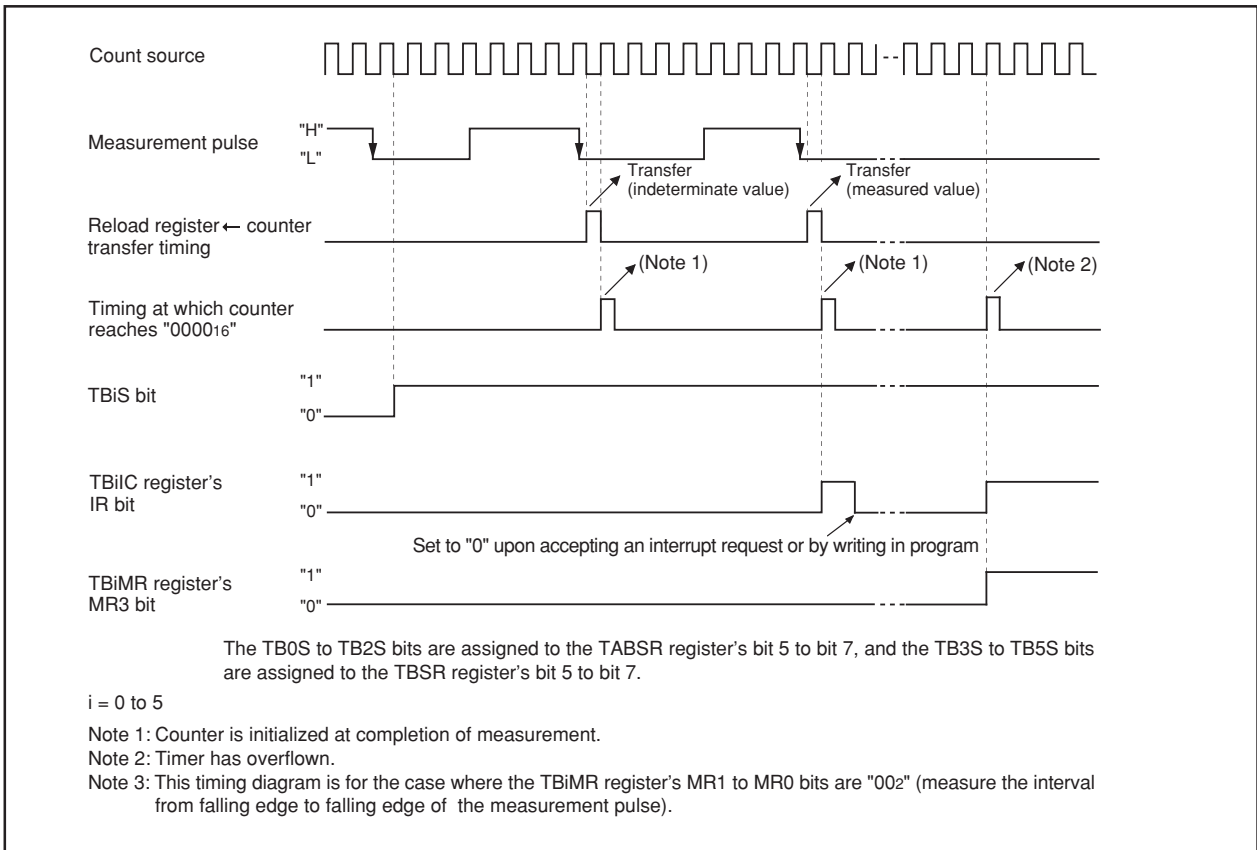 Count source
Measurement pulse
"H"
"L"
Transfer
(indeterminate value)
Transfer
(measured value)
Reload register ← counter
transfer timing
(Note 1)
(Note 1)
(Note 2)
Timing at which counter
reaches "0000₁₆"
TBiS bit
"1"
"0"
TBiIC register's
IR bit
"1"
"0"
Set to "0" upon accepting an interrupt request or by writing in program
TBiMR register's
MR3 bit
"1"
"0"
The TB0S to TB2S bits are assigned to the TABSR register's bit 5 to bit 7, and the TB3S to TB5S bits
are assigned to the TBSR register's bit 5 to bit 7.
i = 0 to 5
Note 1: Counter is initialized at completion of measurement.
Note 2: Timer has overflown.
Note 3: This timing diagram is for the case where the TBiMR register's MR1 to MR0 bits are "00₂" (measure the interval
from falling edge to falling edge of the measurement pulse).